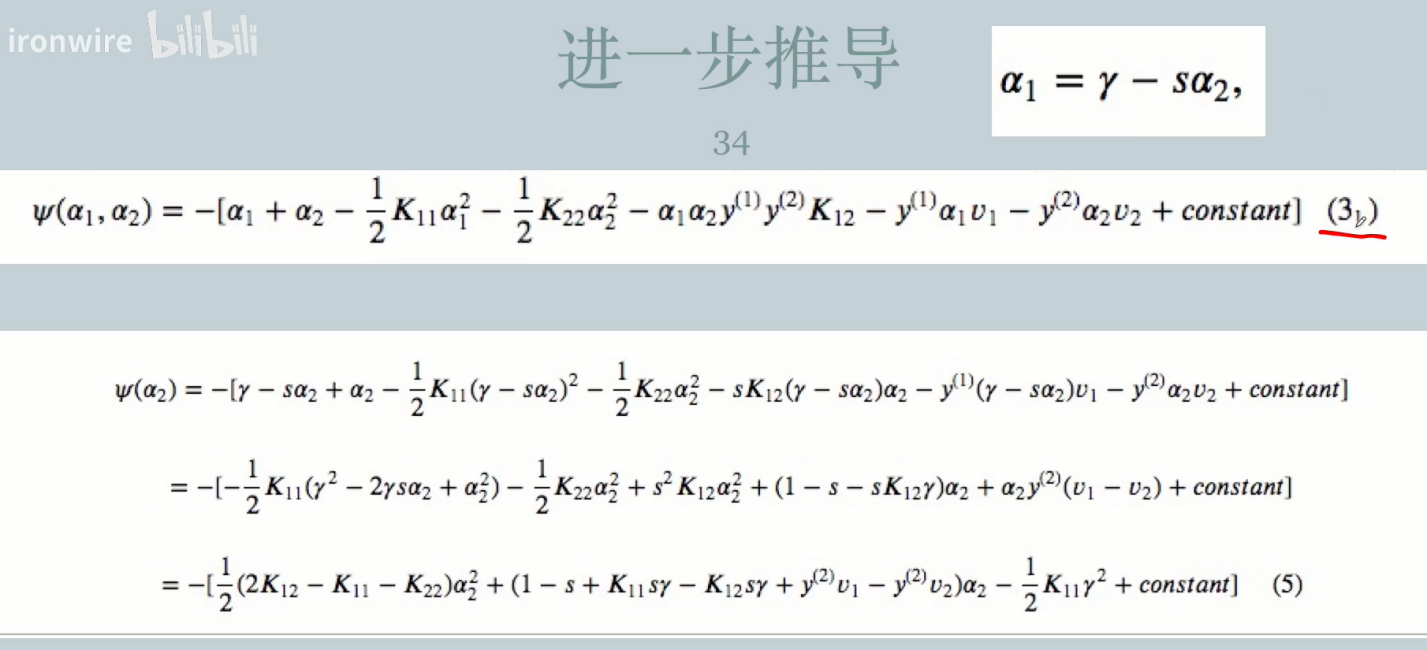 ironwire bilibili
进一步推导
α₁ = γ − sα₂,
34
ψ(α₁, α₂) = −[α₁ + α₂ − ½K₁₁α₁² − ½K₂₂α₂² − α₁α₂y⁽¹⁾y⁽²⁾K₁₂ − y⁽¹⁾α₁v₁ − y⁽²⁾α₂v₂ + constant] (3_b)
ψ(α₂) = −[γ − sα₂ + α₂ − ½K₁₁(γ − sα₂)² − ½K₂₂α₂² − sK₁₂(γ − sα₂)α₂ − y⁽¹⁾(γ − sα₂)v₁ − y⁽²⁾α₂v₂ + constant]
= −[−½K₁₁(γ² − 2γsα₂ + α₂²) − ½K₂₂α₂² + s²K₁₂α₂² + (1 − s − sK₁₂γ)α₂ + α₂y⁽²⁾(v₁ − v₂) + constant]
= −[½(2K₁₂ − K₁₁ − K₂₂)α₂² + (1 − s + K₁₁sγ − K₁₂sγ + y⁽²⁾v₁ − y⁽²⁾v₂)α₂ − ½K₁₁γ² + constant] (5)